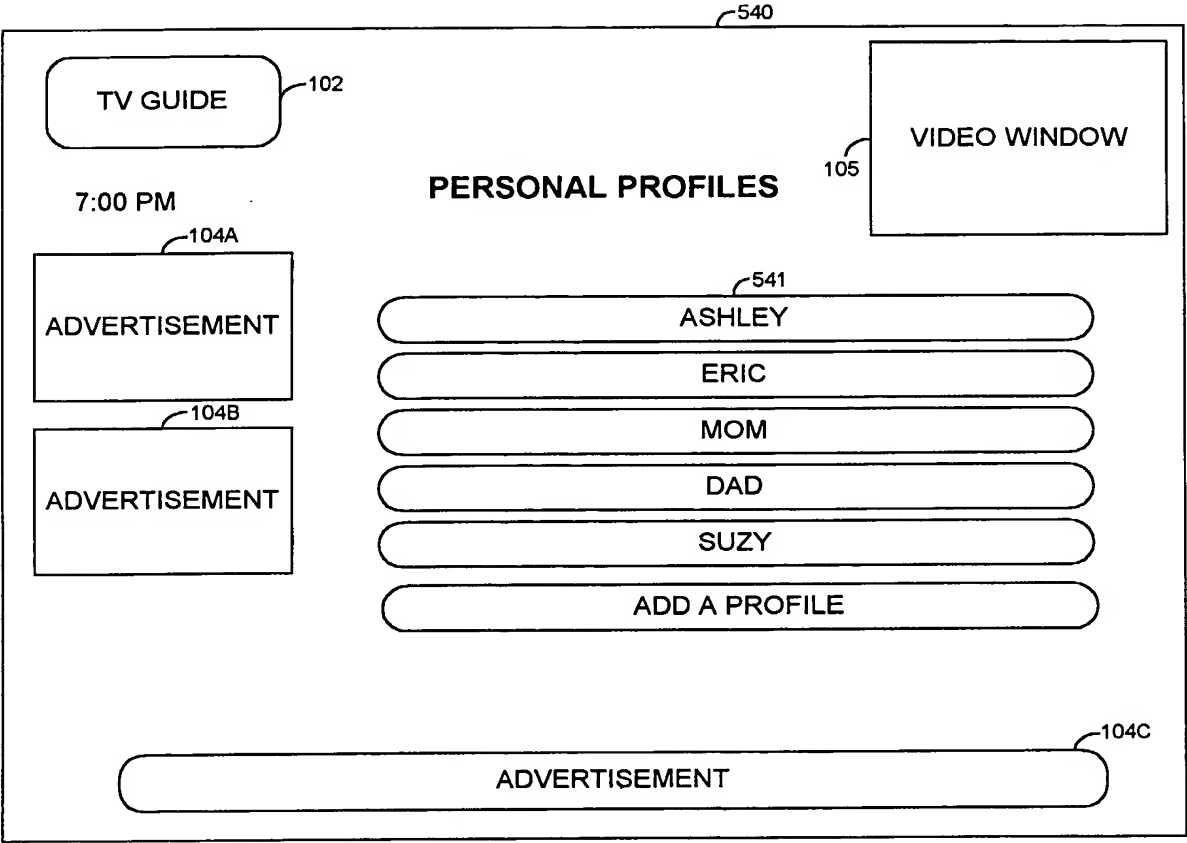 540
TV GUIDE
102
VIDEO WINDOW
105
PERSONAL PROFILES
7:00 PM
104A
ADVERTISEMENT
104B
ADVERTISEMENT
541
ASHLEY
ERIC
MOM
DAD
SUZY
ADD A PROFILE
104C
ADVERTISEMENT